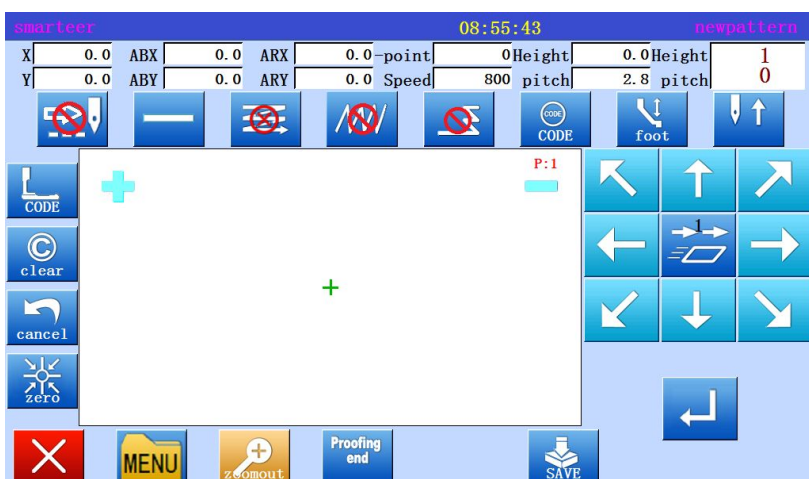 smarteer 08:55:43 newpattern
X 0.0 ABX 0.0 ARX 0.0 -point 0 Height 0.0 Height 1
Y 0.0 ABY 0.0 ARY 0.0 Speed 800 pitch 2.8 pitch 0
CODE
CODE
foot
P:1
CODE
1
C
clear
cancel
zero
MENU
zoomout
Proofing
end
SAVE